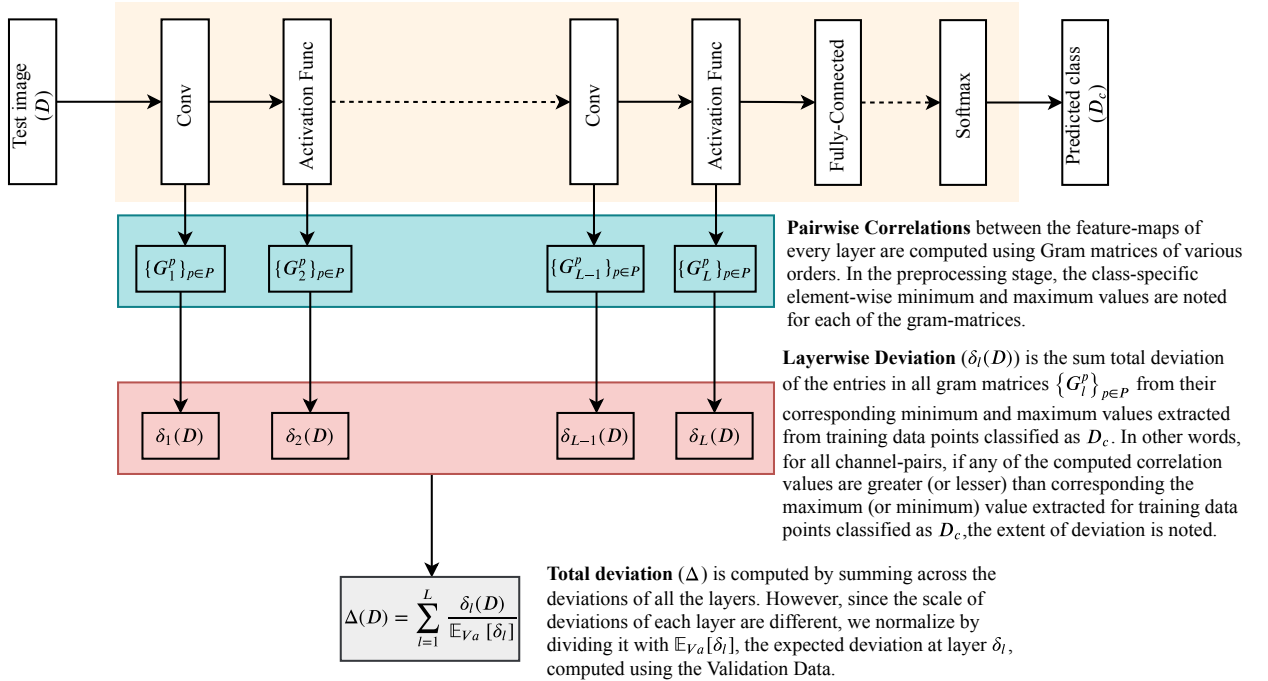 Test image
(D)
Conv
Activation Func
Conv
Activation Func
Fully-Connected
Softmax
Predicted class
(D_c)
{G_1^p}_{p∈P}
{G_2^p}_{p∈P}
{G_{L−1}^p}_{p∈P}
{G_L^p}_{p∈P}
Pairwise Correlations between the feature-maps of
every layer are computed using Gram matrices of various
orders. In the preprocessing stage, the class-specific
element-wise minimum and maximum values are noted
for each of the gram-matrices.
δ_1(D)
δ_2(D)
δ_{L−1}(D)
δ_L(D)
Layerwise Deviation (δ_l(D)) is the sum total deviation
of the entries in all gram matrices {G_l^p}_{p∈P} from their
corresponding minimum and maximum values extracted
from training data points classified as D_c. In other words,
for all channel-pairs, if any of the computed correlation
values are greater (or lesser) than corresponding the
maximum (or minimum) value extracted for training data
points classified as D_c,the extent of deviation is noted.
Δ(D) = ∑_{l=1}^{L} δ_l(D) / 𝔼_{Va} [δ_l]
Total deviation (Δ) is computed by summing across the
deviations of all the layers. However, since the scale of
deviations of each layer are different, we normalize by
dividing it with 𝔼_{Va}[δ_l], the expected deviation at layer δ_l,
computed using the Validation Data.